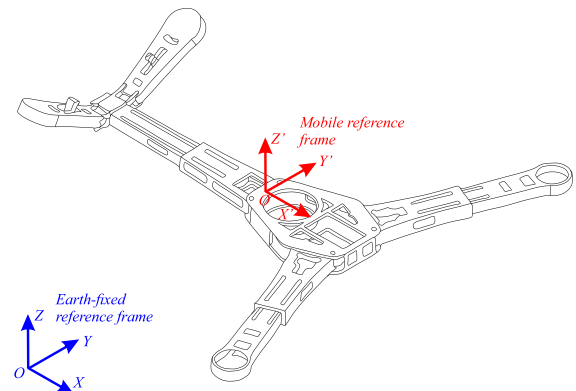 Mobile reference
frame
Z'
Y'
O
X'
Earth-fixed
reference frame
Z
Y
O
X